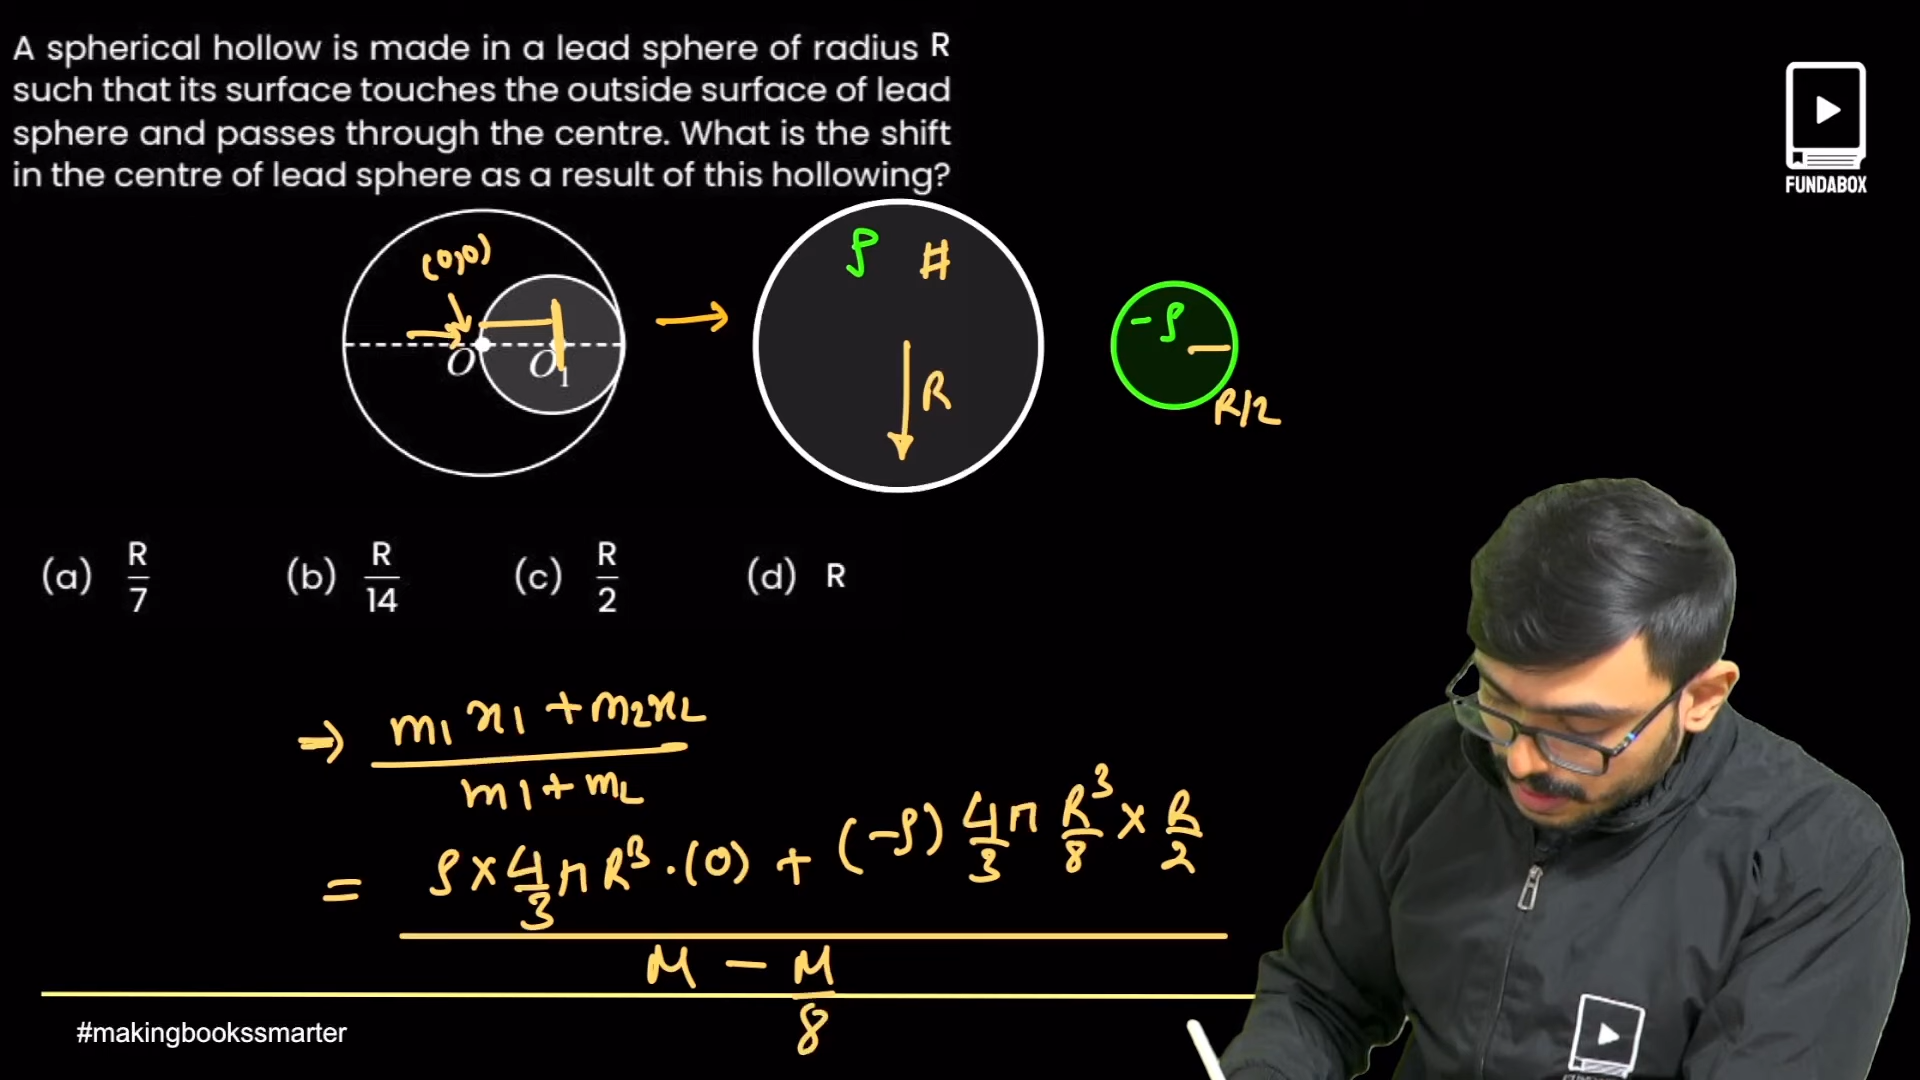 A spherical hollow is made in a lead sphere of radius R
such that its surface touches the outside surface of lead
sphere and passes through the centre. What is the shift
in the centre of lead sphere as a result of this hollowing?
FUNDABOX
(0,0)
O O₁
ρ #
R
-ρ
R/2
(a) R/7 (b) R/14 (c) R/2 (d) R
⇒ (m₁x₁ + m₂x₂)/(m₁ + m₂)
= (ρ × 4/3 π R³ · (0) + (-ρ) 4/3 π R³/8 × R/2)/(M - M/8)
#makingbookssmarter